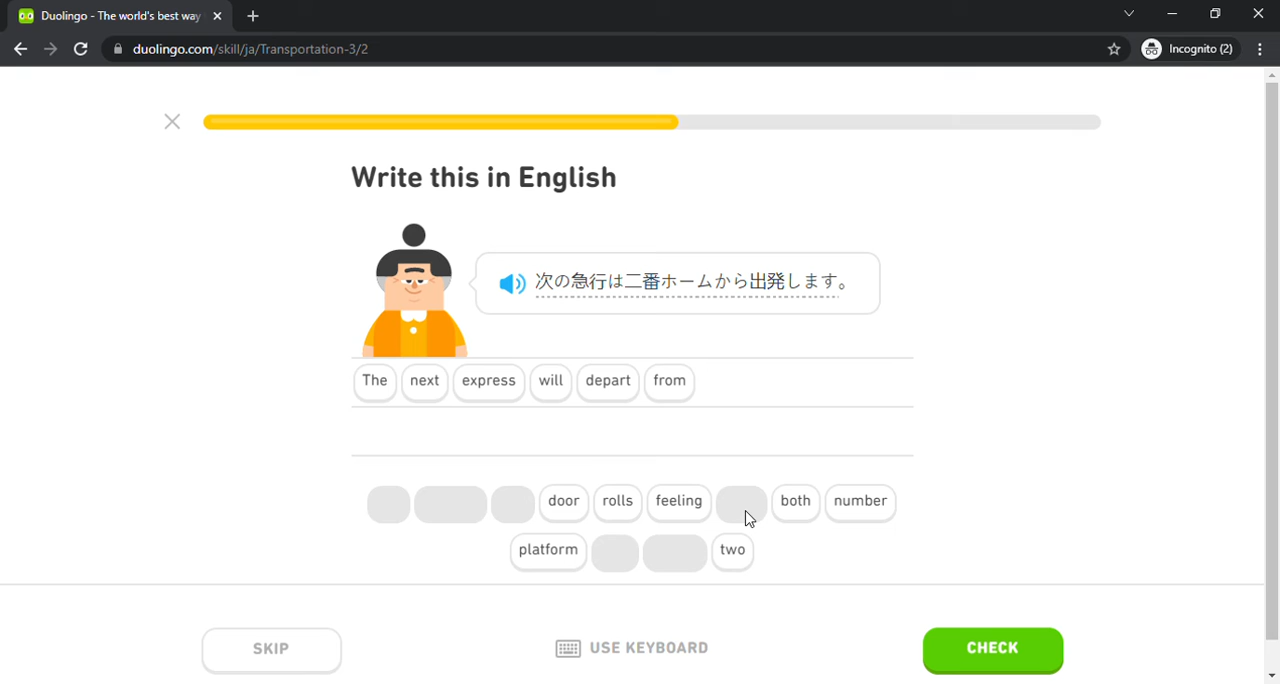 Duolingo - The world's best way
duolingo.com/skill/ja/Transportation-3/2
Incognito (2)
Write this in English
次の急行は二番ホームから出発します。
The next express will depart from
door rolls feeling both number
platform two
SKIP
USE KEYBOARD
CHECK